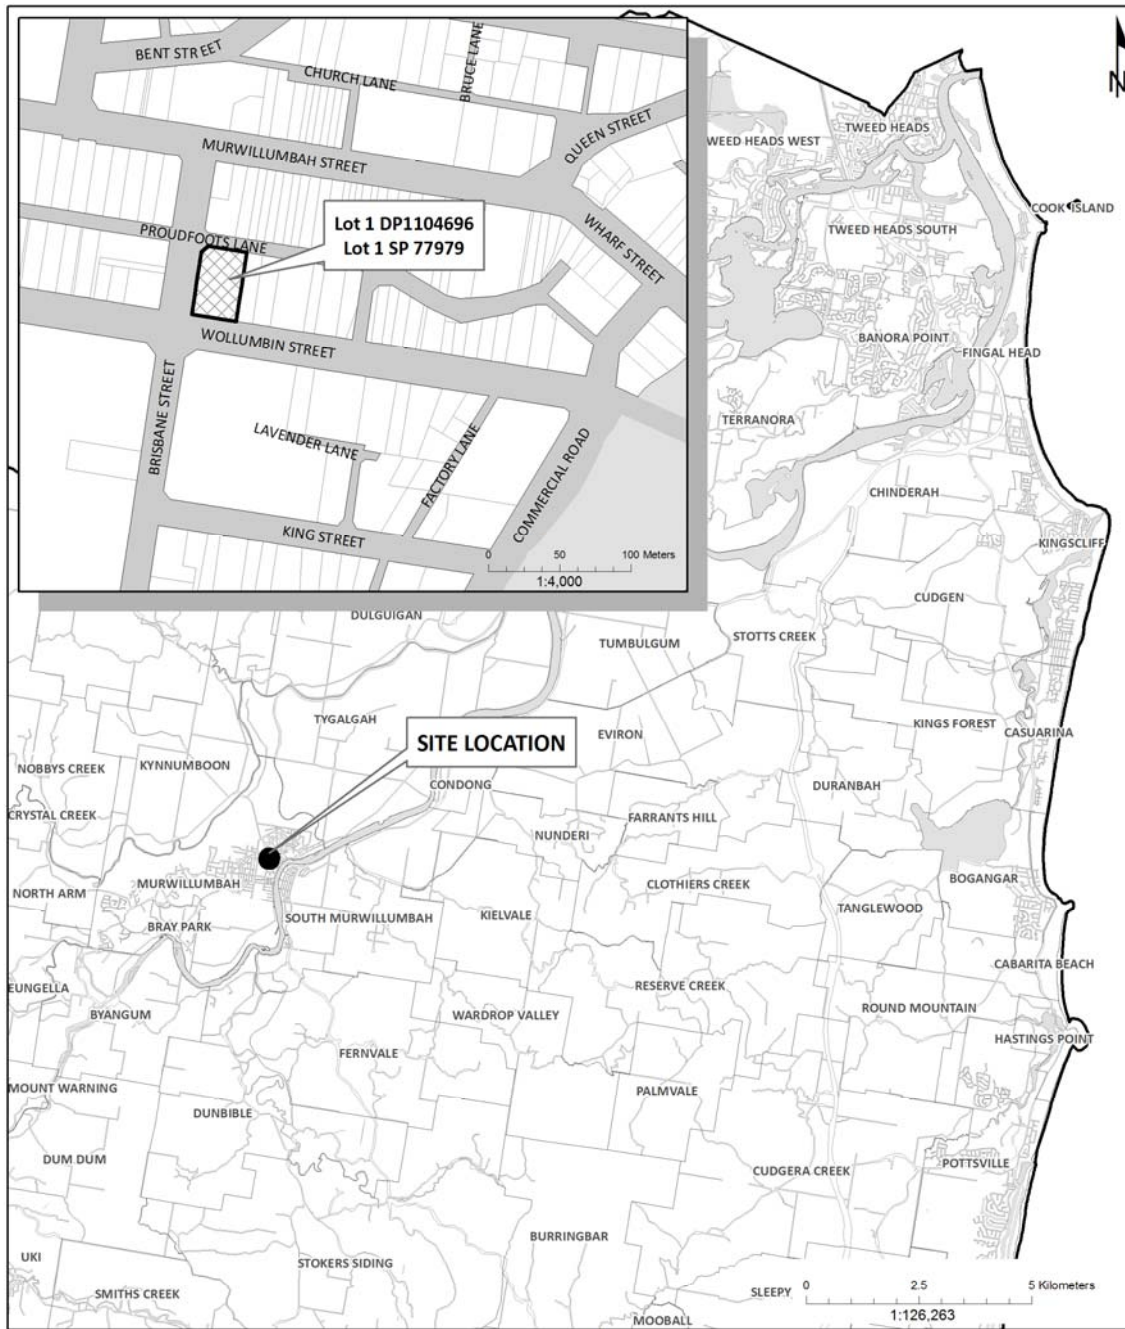 BENT STREET
CHURCH LANE
BRUCE LANE
QUEEN STREET
MURWILLUMBAH STREET
WHARF STREET
PROUDFOOTS LANE
Lot 1 DP1104696
Lot 1 SP 77979
WOLLUMBIN STREET
BRISBANE STREET
LAVENDER LANE
FACTORY LANE
COMMERCIAL ROAD
KING STREET
0 50 100 Meters
1:4,000
N
TWEED HEADS
WEED HEADS WEST
COOK ISLAND
TWEED HEADS SOUTH
BANORA POINT
FINGAL HEAD
TERRANORA
CHINDERAH
KINGSCLIFF
CUDGEN
DULGUIGAN
TUMBULGUM
STOTTS CREEK
TYGALGAH
SITE LOCATION
EVIRON
KINGS FOREST
CASUARINA
NOBBYS CREEK
KYNNUMBOON
CONDONG
DURANBAH
CRYSTAL CREEK
NUNDERI
FARRANTS HILL
NORTH ARM
MURWILLUMBAH
CLOTHIERS CREEK
BOGANGAR
BRAY PARK
SOUTH MURWILLUMBAH
KIELVALE
TANGLEWOOD
CABARITA BEACH
EUNGELLA
RESERVE CREEK
BYANGUM
WARDROP VALLEY
ROUND MOUNTAIN
HASTINGS POINT
FERNVALE
MOUNT WARNING
PALMVALE
DUNBIBLE
DUM DUM
CUDGERA CREEK
POTTSVILLE
BURRINGBAR
UKI
STOKERS SIDING
SMITHS CREEK
SLEEPY
MOOBALL
0 2.5 5 Kilometers
1:126,263